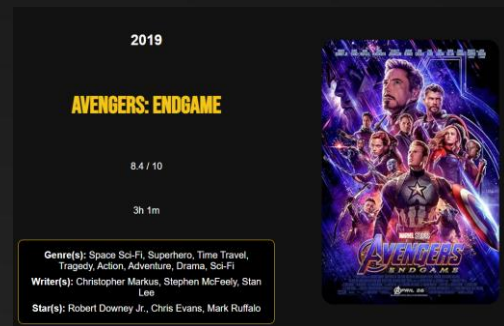 2019
AVENGERS: ENDGAME
8.4 / 10
3h 1m
Genre(s): Space Sci-Fi, Superhero, Time Travel,
Tragedy, Action, Adventure, Drama, Sci-Fi
Writer(s): Christopher Markus, Stephen McFeely, Stan
Lee
Star(s): Robert Downey Jr., Chris Evans, Mark Ruffalo
MARVEL STUDIOS
AVENGERS
ENDGAME
APRIL 26